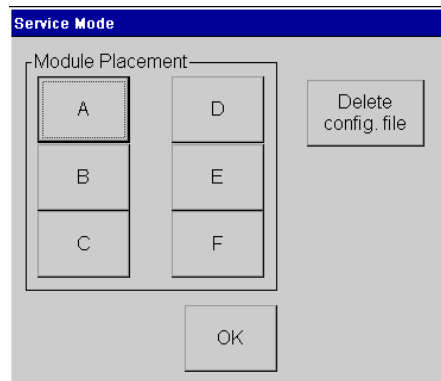 Service Mode
Module Placement
A
D
B
E
C
F
Delete
config. file
OK